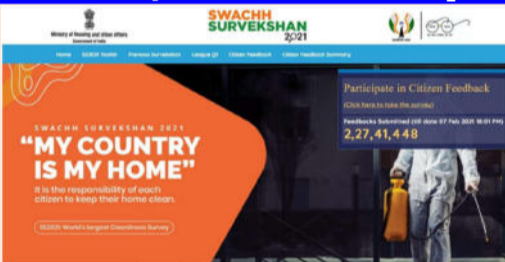 SWACHH
SURVEKSHAN
2021
Ministry of Housing and Urban Affairs
Government of India
Home
Previous Survekshan
League Q1
Citizen Feedback
Citizen Feedback Summary
Participate in Citizen Feedback
(Click here to take the survey)
Feedbacks Submitted (till date 07 Feb 2021 18:01 PM)
2,27,41,448
SWACHH SURVEKSHAN 2021
“MY COUNTRY
IS MY HOME”
It is the responsibility of each
citizen to keep their home clean.
SS2021 World's largest Cleanliness Survey